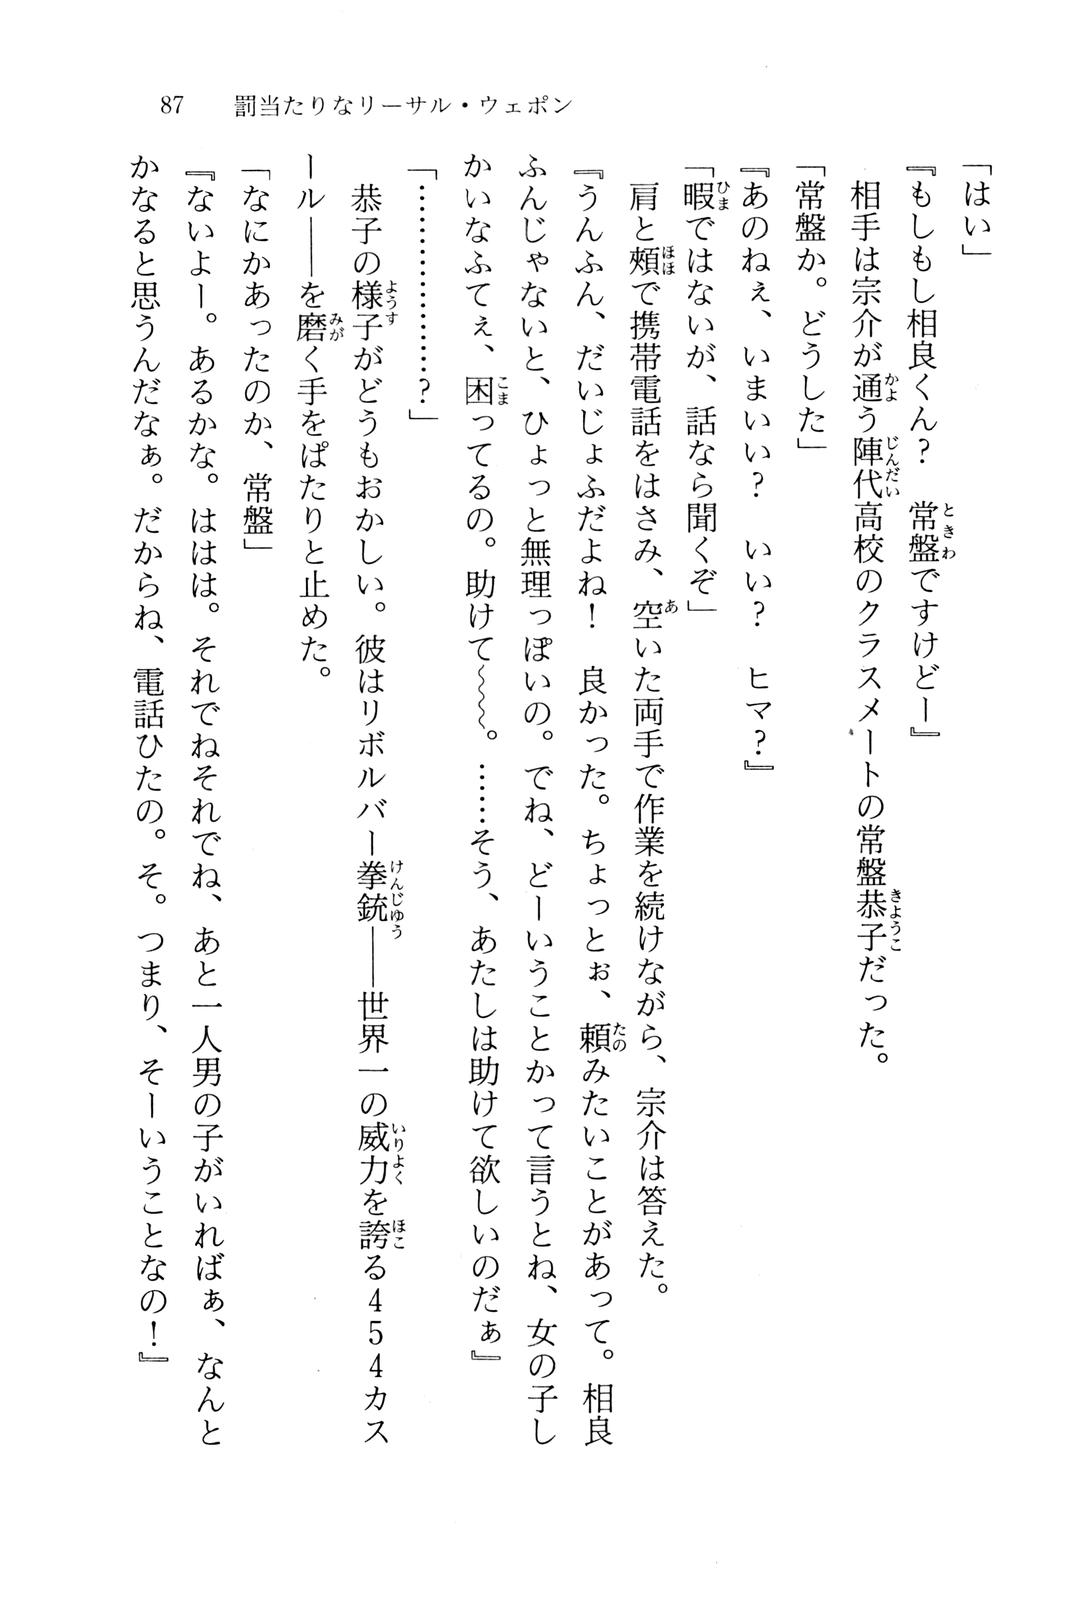 87　罰当たりなリーサル・ウェポン
「はい」
『もしもし相良くん？　常盤ですけどー』
　相手は宗介が通う陣代高校のクラスメートの常盤恭子だった。
「常盤か。どうした」
『あのねぇ、いまいい？　いい？　ヒマ？』
「暇ではないが、話なら聞くぞ」
　肩と頰で携帯電話をはさみ、空いた両手で作業を続けながら、宗介は答えた。
『うんふん、だいじょふだよね！　良かった。ちょっとぉ、頼みたいことがあって。相良
ふんじゃないと、ひょっと無理っぽいの。でね、どーいうことかって言うとね、女の子し
かいなふてぇ、困ってるの。助けて〜〜〜。……そう、あたしは助けて欲しいのだぁ』
「………………？」
　恭子の様子がどうもおかしい。彼はリボルバー拳銃――世界一の威力を誇る４５４カス
ール――を磨く手をぱたりと止めた。
「なにかあったのか、常盤」
『ないよー。あるかな。ははは。それでねそれでね、あと一人男の子がいればぁ、なんと
かなると思うんだなぁ。だからね、電話ひたの。そ。つまり、そーいうことなの！』